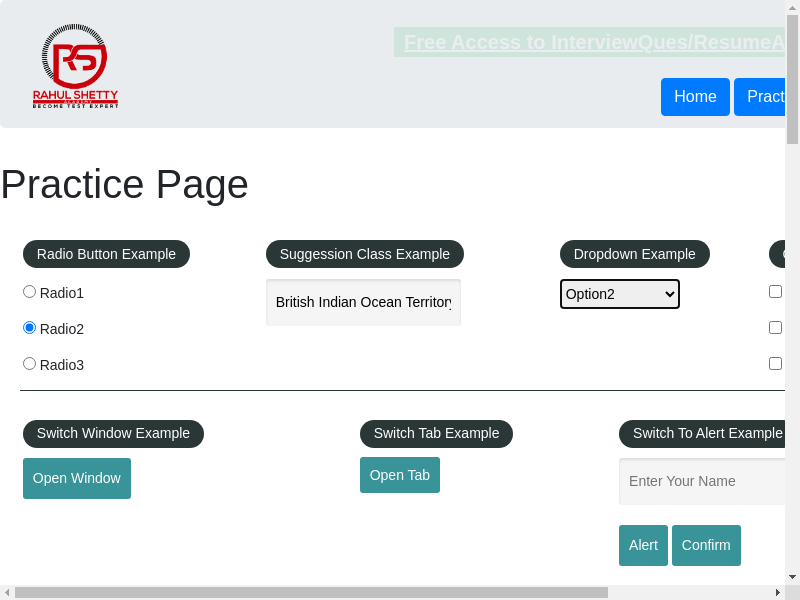 Free Access to InterviewQues/ResumeA
RAHUL SHETTY
ACADEMY
BECOME TEST EXPERT
Home
Pract
Practice Page
Radio Button Example
Suggession Class Example
Dropdown Example
Radio1
British Indian Ocean Territory
Option2
Radio2
Radio3
Switch Window Example
Switch Tab Example
Switch To Alert Example
Open Window
Open Tab
Enter Your Name
Alert
Confirm